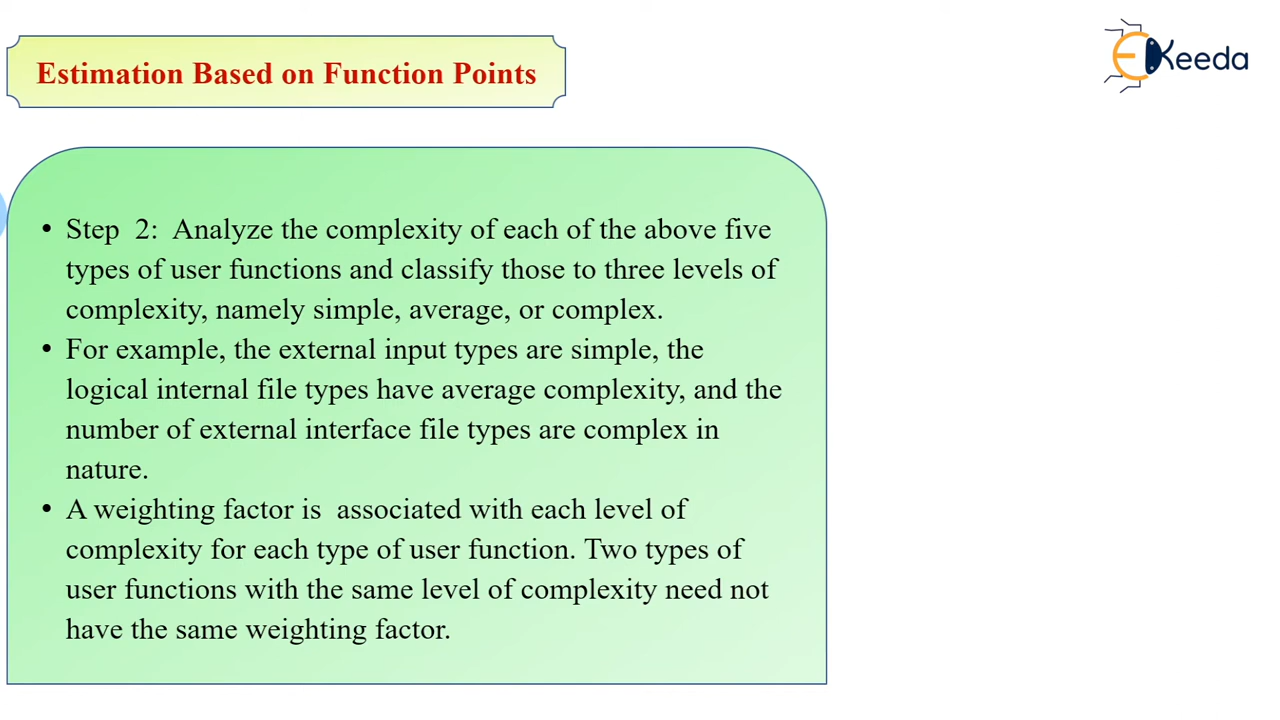 Estimation Based on Function Points
EKeeda
• Step 2: Analyze the complexity of each of the above five
types of user functions and classify those to three levels of
complexity, namely simple, average, or complex.
• For example, the external input types are simple, the
logical internal file types have average complexity, and the
number of external interface file types are complex in
nature.
• A weighting factor is associated with each level of
complexity for each type of user function. Two types of
user functions with the same level of complexity need not
have the same weighting factor.